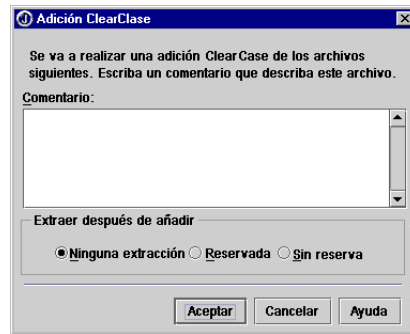 Adición ClearClase
Se va a realizar una adición ClearCase de los archivos
siguientes. Escriba un comentario que describa este archivo.
Comentario:
Extraer después de añadir
Ninguna extracción Reservada Sin reserva
Aceptar Cancelar Ayuda